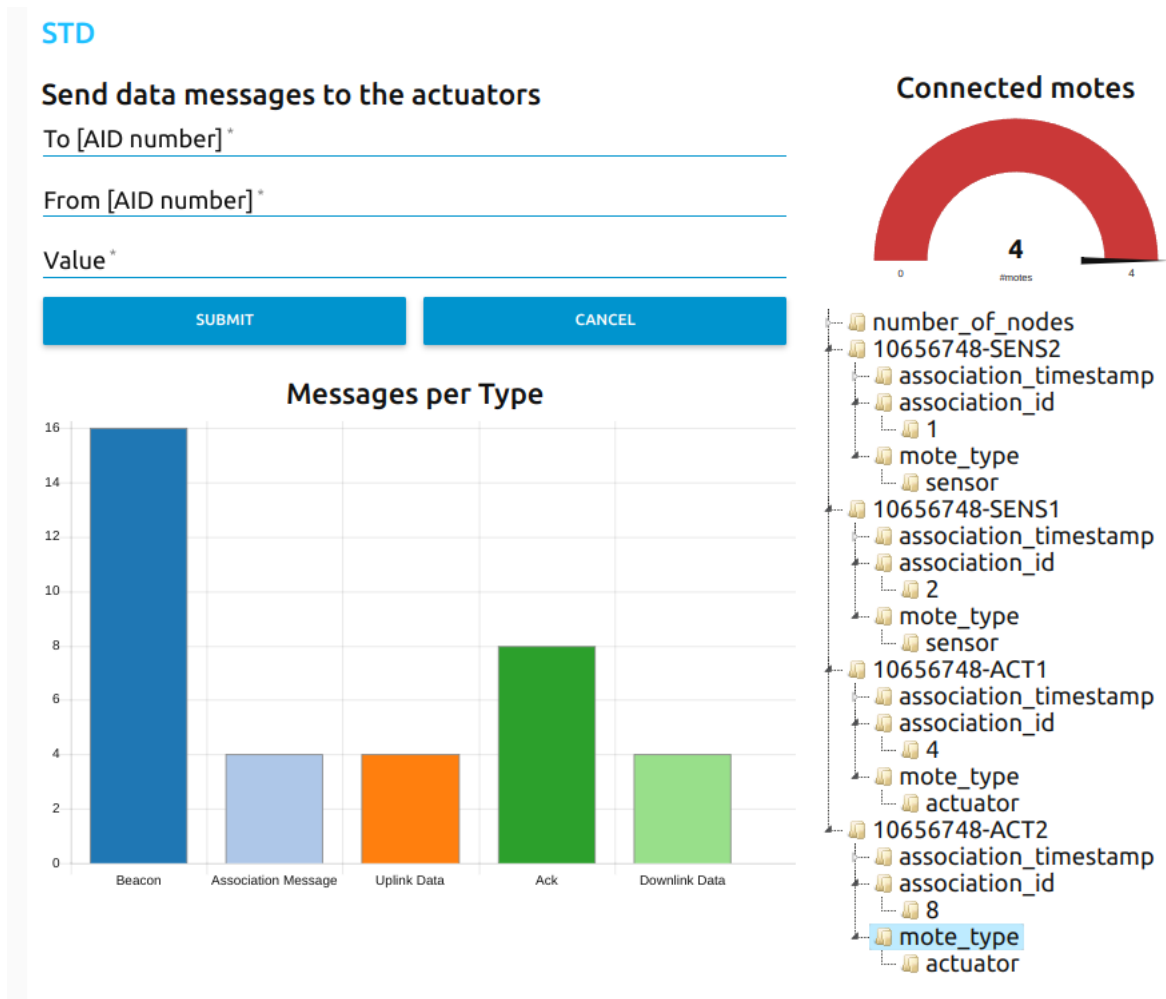 STD
Send data messages to the actuators
To [AID number] *
From [AID number] *
Value *
SUBMIT
CANCEL
Messages per Type
16
14
12
10
8
6
4
2
0
Beacon
Association Message
Uplink Data
Ack
Downlink Data
Connected motes
4
#motes
0
4
number_of_nodes
10656748-SENS2
association_timestamp
association_id
1
mote_type
sensor
10656748-SENS1
association_timestamp
association_id
2
mote_type
sensor
10656748-ACT1
association_timestamp
association_id
4
mote_type
actuator
10656748-ACT2
association_timestamp
association_id
8
mote_type
actuator